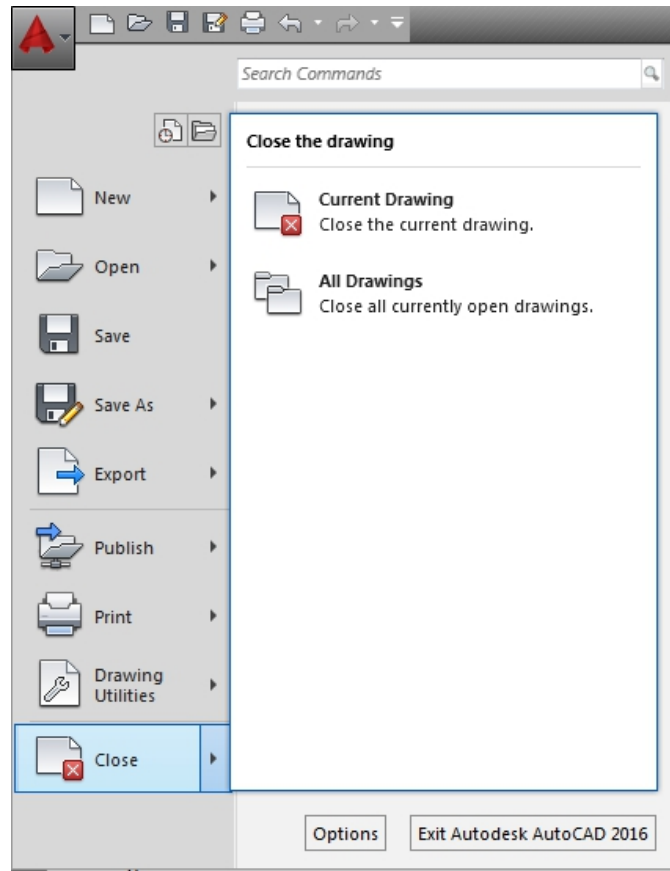 Search Commands
Close the drawing
New
Current Drawing
Close the current drawing.
Open
All Drawings
Close all currently open drawings.
Save
Save As
Export
Publish
Print
Drawing
Utilities
Close
Options
Exit Autodesk AutoCAD 2016